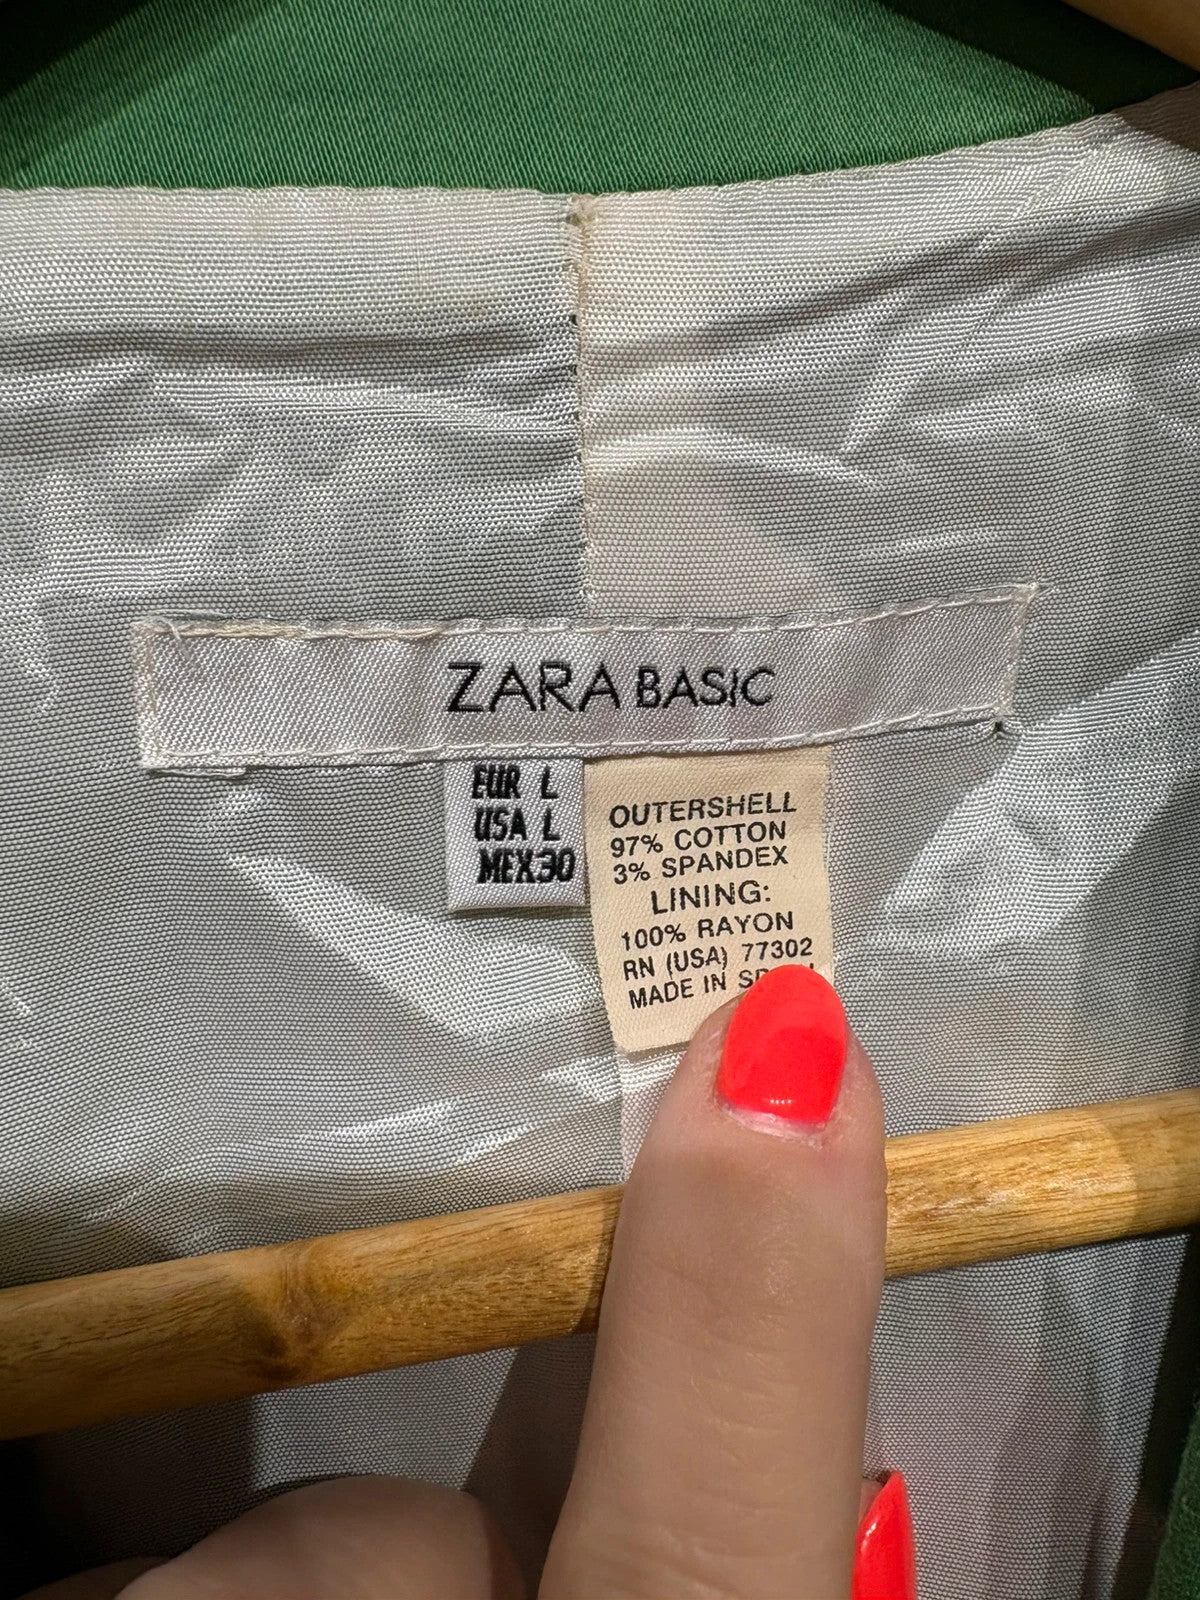 ZARA BASIC
EUR L
USA L
MEX 30
OUTERSHELL
97% COTTON
3% SPANDEX
LINING:
100% RAYON
RN (USA) 77302
MADE IN